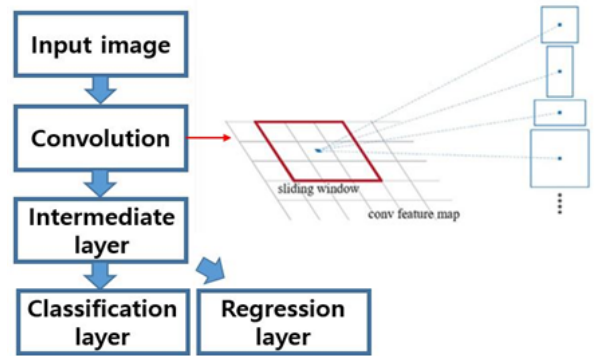 Input image
Convolution
sliding window
conv feature map
Intermediate
layer
Classification
layer
Regression
layer